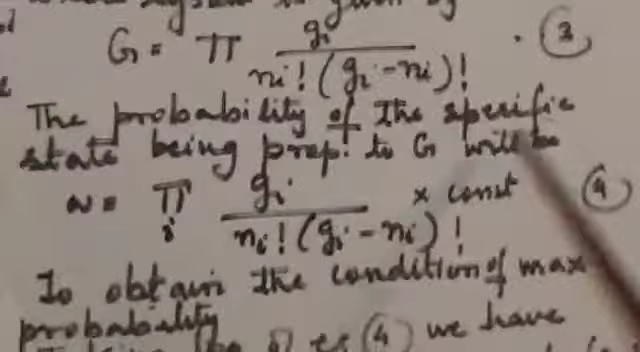 G = π gi / ni! (gi - ni)! . (3)
The probability of the specific
state being prop! to G will be
w = π i gi / ni! (gi - ni)! x const (4)
To obtain the condition of max
probability
(4) we have